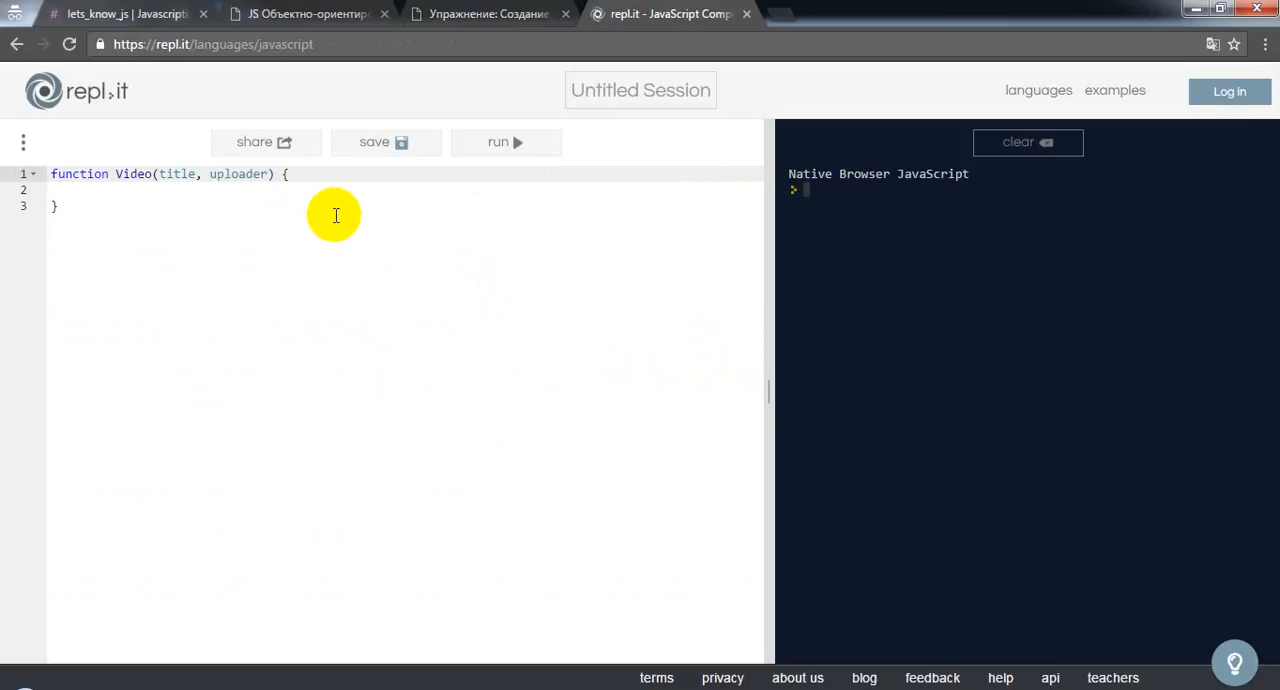 # lets_know_js | Javascript
JS Объектно-ориентир
Упражнение: Создание
repl.it - JavaScript Comp
https://repl.it/languages/javascript
repl.it
Untitled Session
languages
examples
Log in
share
save
run
clear
1 function Video(title, uploader) {
2
3 }
Native Browser JavaScript
>
terms
privacy
about us
blog
feedback
help
api
teachers